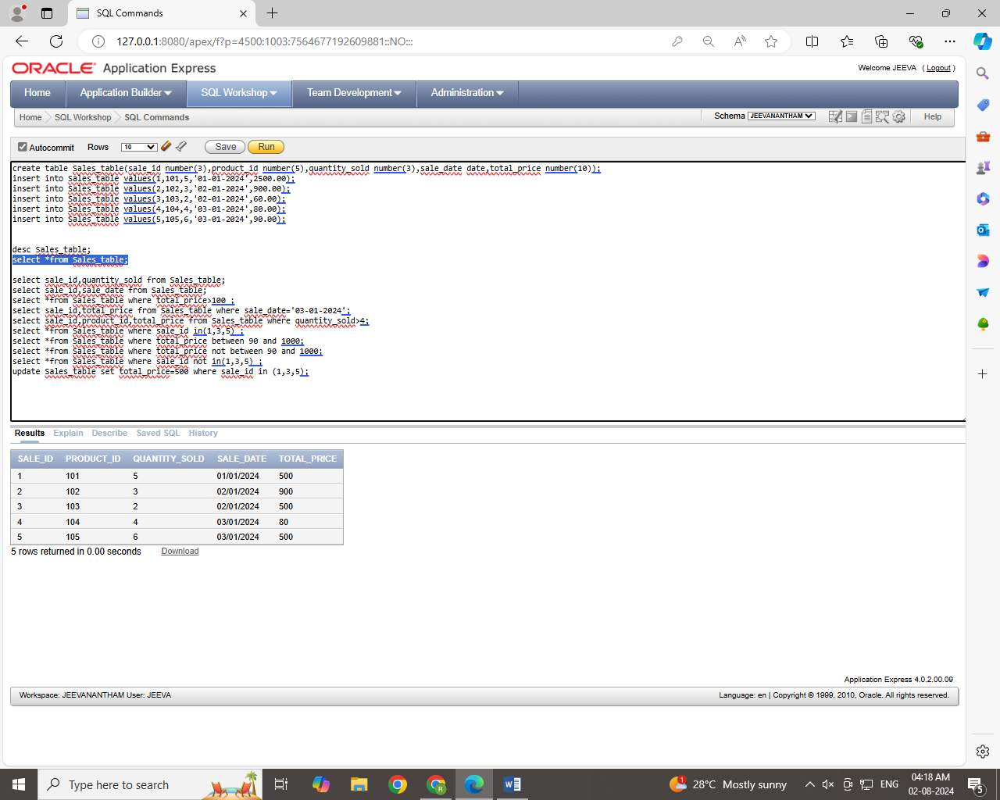 SQL Commands
127.0.0.1:8080/apex/f?p=4500:1003:7564677192609881::NO:::
ORACLE Application Express
Welcome JEEVA ( Logout )
Home Application Builder SQL Workshop Team Development Administration
Home SQL Workshop SQL Commands Schema JEEVANANTHAM Help
Autocommit Rows 10 Save Run
create table Sales_table(sale_id number(3),product_id number(5),quantity_sold number(3),sale_date date,total_price number(10));
insert into Sales_table values(1,101,5,'01-01-2024',2500.00);
insert into Sales_table values(2,102,3,'02-01-2024',900.00);
insert into Sales_table values(3,103,2,'02-01-2024',60.00);
insert into Sales_table values(4,104,4,'03-01-2024',80.00);
insert into Sales_table values(5,105,6,'03-01-2024',90.00);
desc Sales_table;
select *from Sales_table;
select sale_id,quantity_sold from Sales_table;
select sale_id,sale_date from Sales_table;
select *from Sales_table where total_price>100 ;
select sale_id,total_price from Sales_table where sale_date='03-01-2024';
select sale_id,product_id,total_price from Sales_table where quantity_sold>4;
select *from Sales_table where sale_id in(1,3,5) ;
select *from Sales_table where total_price between 90 and 1000;
select *from Sales_table where total_price not between 90 and 1000;
select *from Sales_table where sale_id not in(1,3,5) ;
update Sales_table set total_price=500 where sale_id in (1,3,5);
Results Explain Describe Saved SQL History
SALE_ID PRODUCT_ID QUANTITY_SOLD SALE_DATE TOTAL_PRICE
1 101 5 01/01/2024 500
2 102 3 02/01/2024 900
3 103 2 02/01/2024 500
4 104 4 03/01/2024 80
5 105 6 03/01/2024 500
5 rows returned in 0.00 seconds Download
Application Express 4.0.2.00.09
Workspace: JEEVANANTHAM User: JEEVA Language: en | Copyright © 1999, 2010, Oracle. All rights reserved.
Type here to search 1 28°C Mostly sunny ENG 04:18 AM
02-08-2024 5